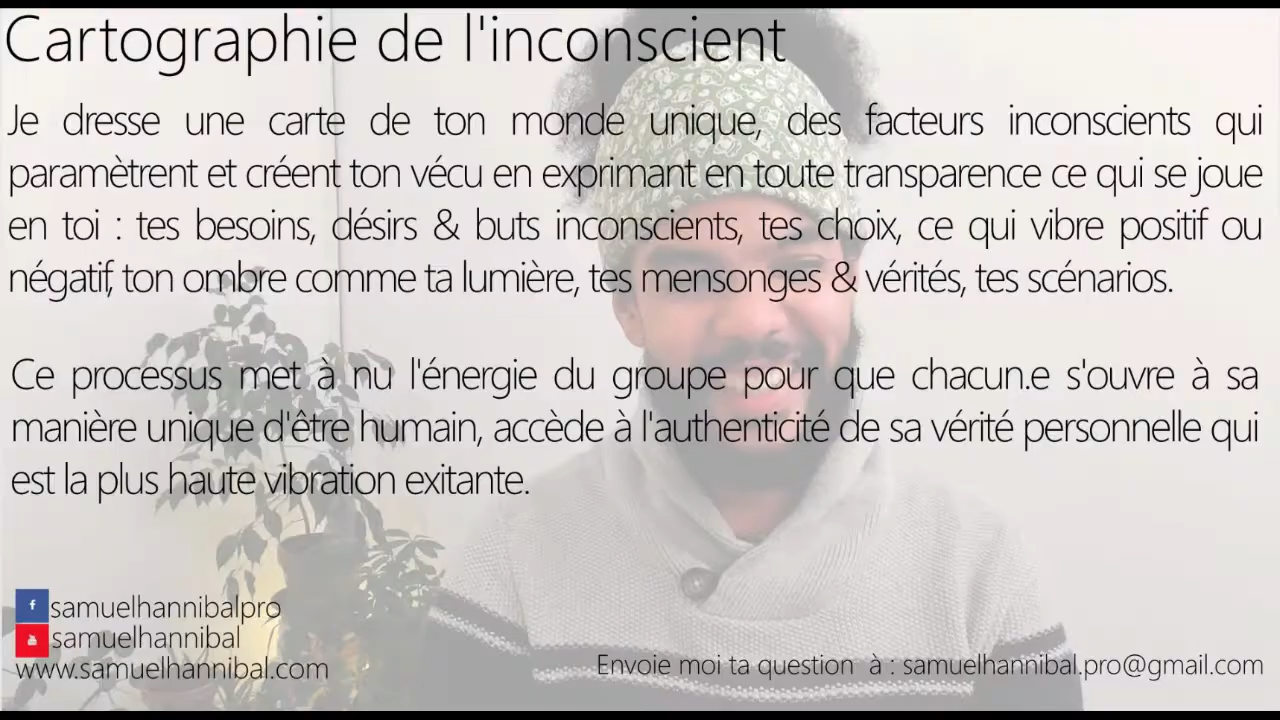 Cartographie de l'inconscient
Je dresse une carte de ton monde unique, des facteurs inconscients qui
paramètrent et créent ton vécu en exprimant en toute transparence ce qui se joue
en toi : tes besoins, désirs & buts inconscients, tes choix, ce qui vibre positif ou
négatif, ton ombre comme ta lumière, tes mensonges & vérités, tes scénarios.
Ce processus met à nu l'énergie du groupe pour que chacun.e s'ouvre à sa
manière unique d'être humain, accède à l'authenticité de sa vérité personnelle qui
est la plus haute vibration exitante.
f samuelhannibalpro
samuelhannibal
www.samuelhannibal.com
Envoie moi ta question à : samuelhannibal.pro@gmail.com